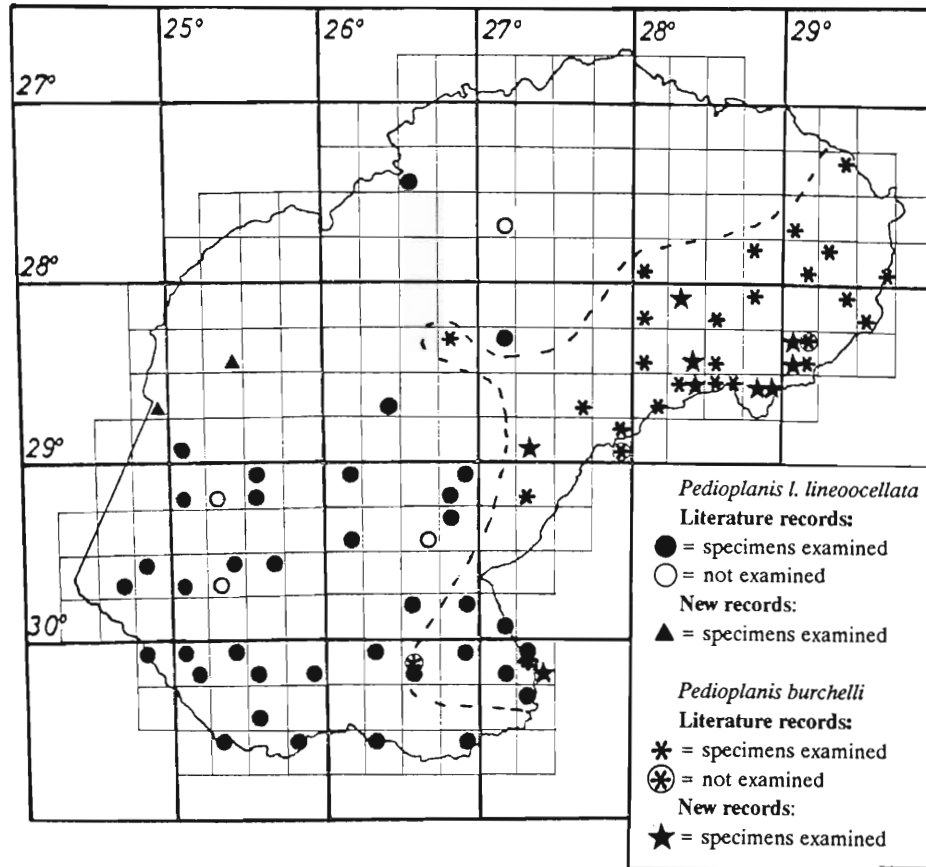 25° 26° 27° 28° 29°
27°
28°
29°
30°
Pedioplanis l. lineoocellata
Literature records:
● = specimens examined
○ = not examined
New records:
▲ = specimens examined
Pedioplanis burchelli
Literature records:
* = specimens examined
⊛ = not examined
New records:
★ = specimens examined